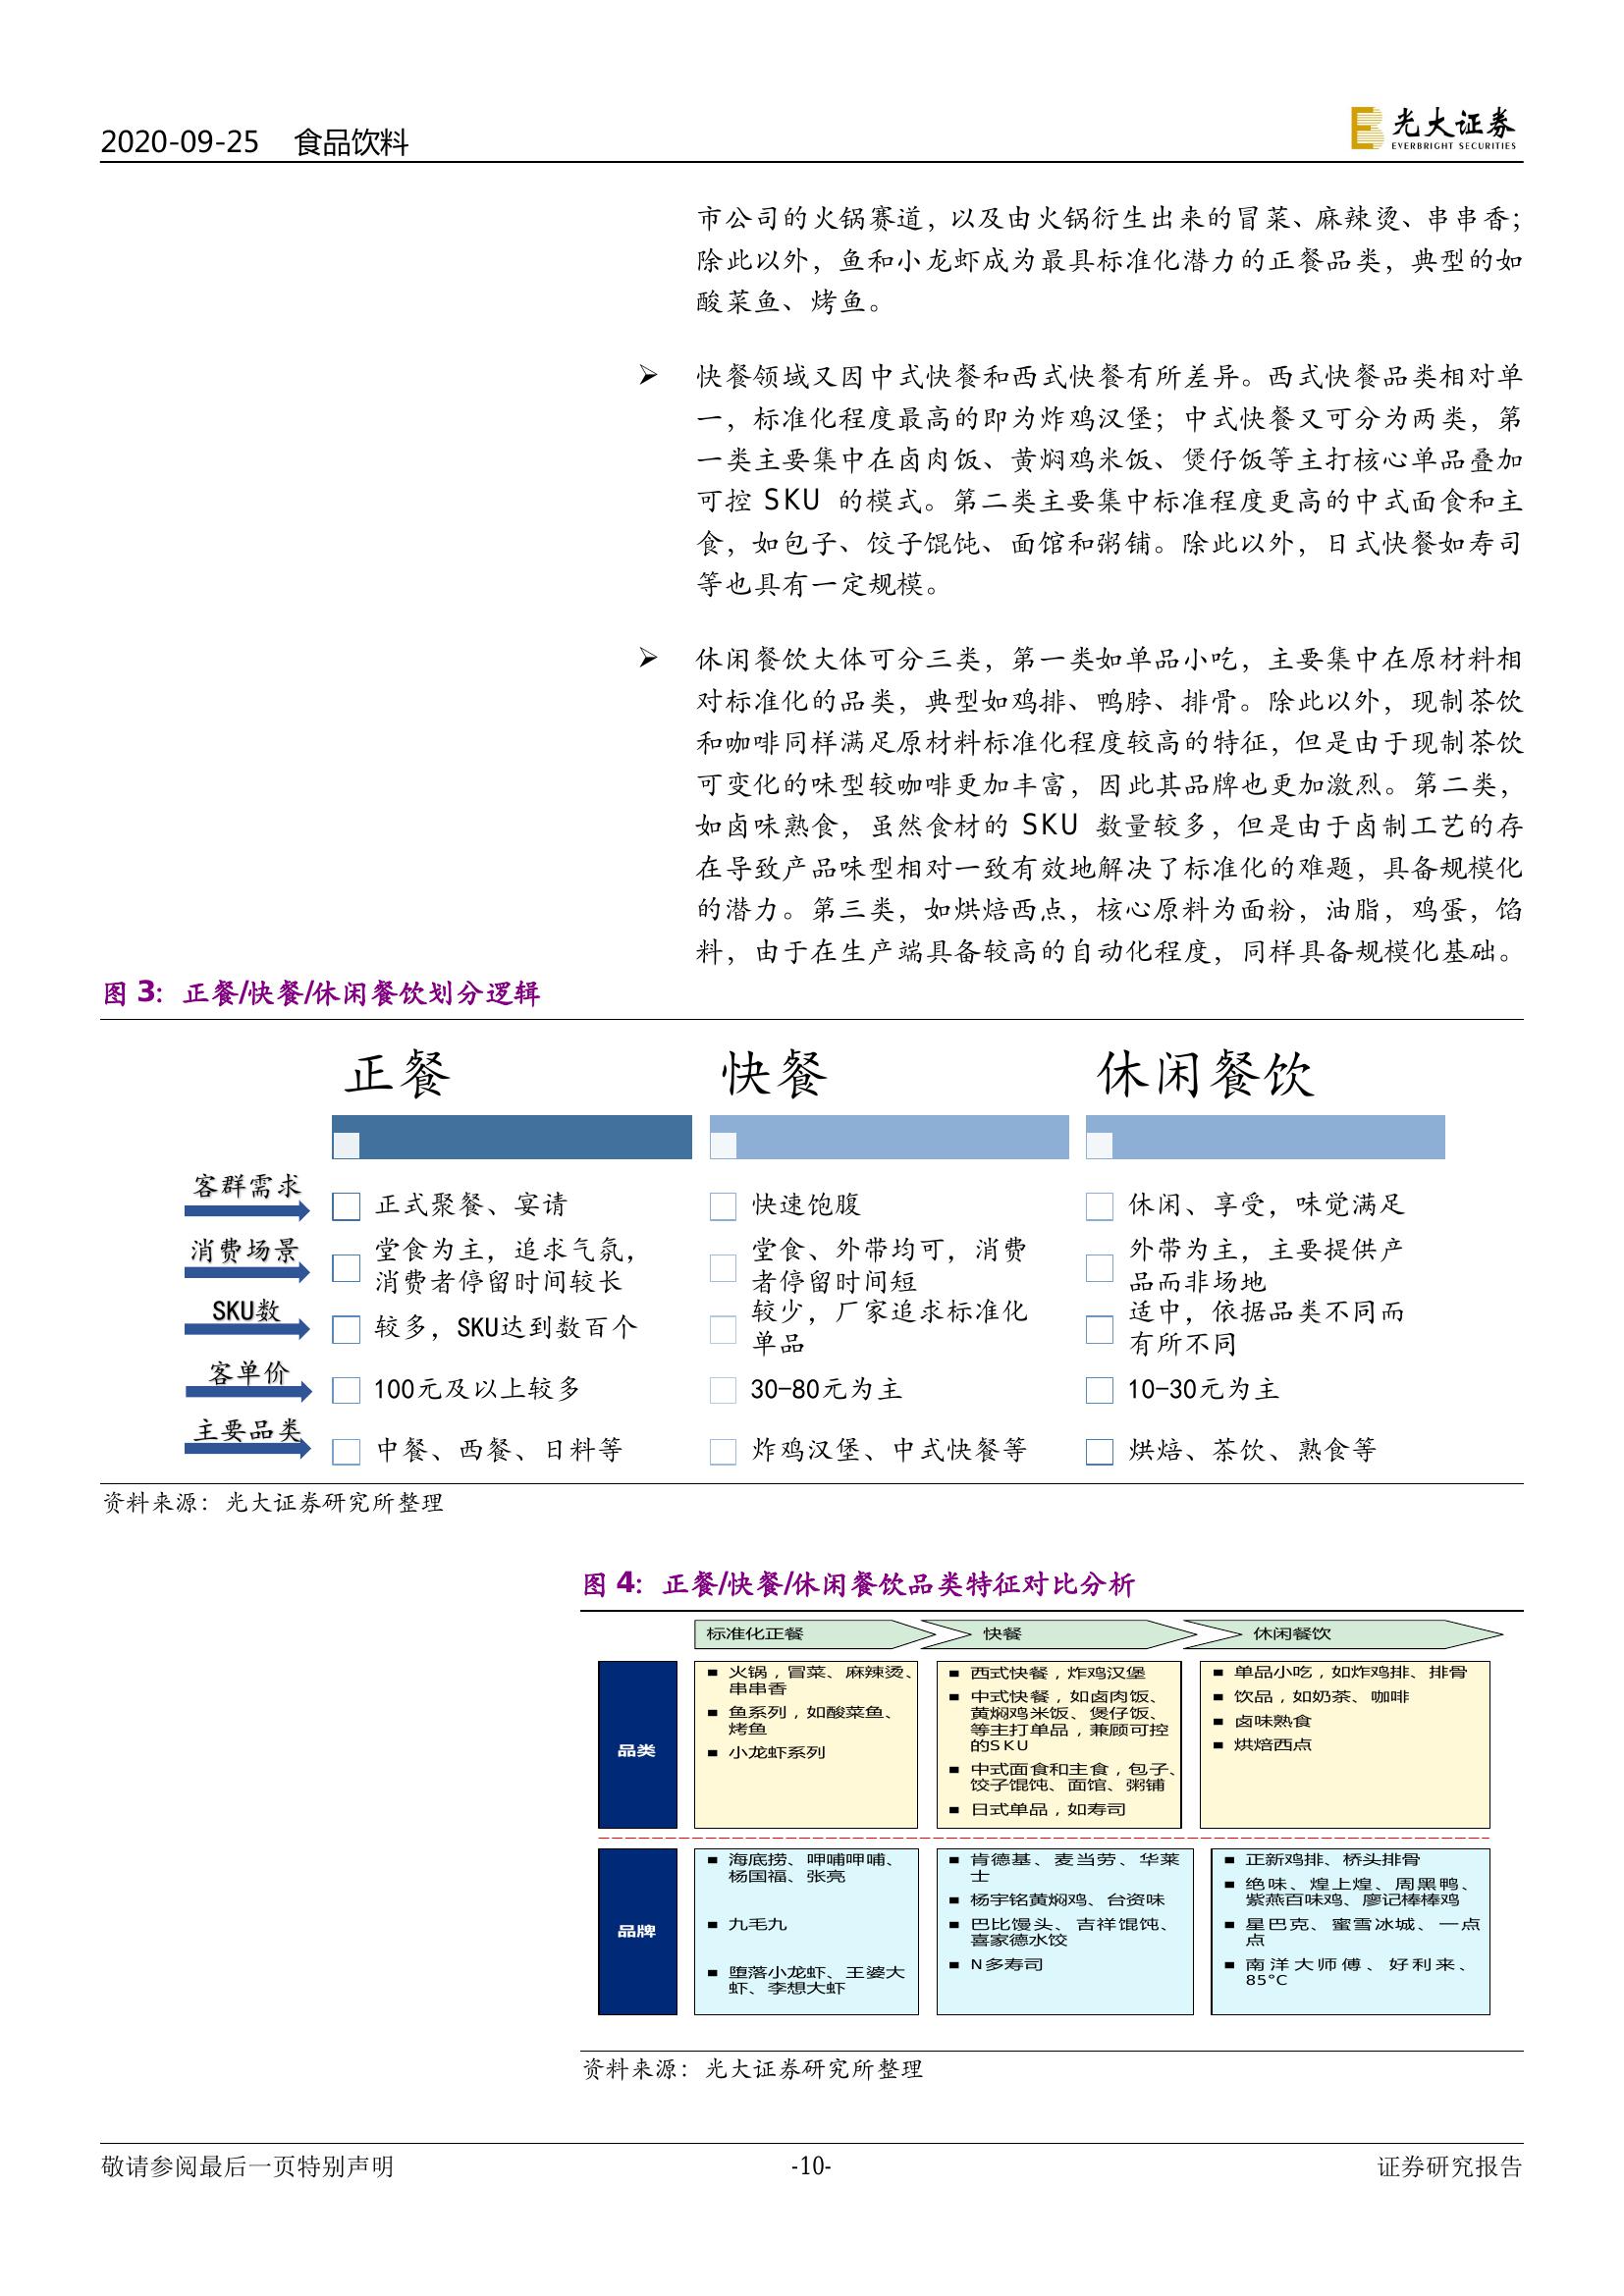 2020-09-25 食品饮料
光大证券
EVERBRIGHT SECURITIES
市公司的火锅赛道，以及由火锅衍生出来的冒菜、麻辣烫、串串香；
除此以外，鱼和小龙虾成为最具标准化潜力的正餐品类，典型的如
酸菜鱼、烤鱼。
快餐领域又因中式快餐和西式快餐有所差异。西式快餐品类相对单
一，标准化程度最高的即为炸鸡汉堡；中式快餐又可分为两类，第
一类主要集中在卤肉饭、黄焖鸡米饭、煲仔饭等主打核心单品叠加
可控 SKU 的模式。第二类主要集中标准程度更高的中式面食和主
食，如包子、饺子馄饨、面馆和粥铺。除此以外，日式快餐如寿司
等也具有一定规模。
休闲餐饮大体可分三类，第一类如单品小吃，主要集中在原材料相
对标准化的品类，典型如鸡排、鸭脖、排骨。除此以外，现制茶饮
和咖啡同样满足原材料标准化程度较高的特征，但是由于现制茶饮
可变化的味型较咖啡更加丰富，因此其品牌也更加激烈。第二类，
如卤味熟食，虽然食材的 SKU 数量较多，但是由于卤制工艺的存
在导致产品味型相对一致有效地解决了标准化的难题，具备规模化
的潜力。第三类，如烘焙西点，核心原料为面粉，油脂，鸡蛋，馅
料，由于在生产端具备较高的自动化程度，同样具备规模化基础。
图 3：正餐/快餐/休闲餐饮划分逻辑
正餐 快餐 休闲餐饮
客群需求
正式聚餐、宴请
快速饱腹
休闲、享受，味觉满足
消费场景
堂食为主，追求气氛，
消费者停留时间较长
堂食、外带均可，消费
者停留时间短
外带为主，主要提供产
品而非场地
SKU数
较多，SKU达到数百个
较少，厂家追求标准化
单品
适中，依据品类不同而
有所不同
客单价
100元及以上较多
30-80元为主
10-30元为主
主要品类
中餐、西餐、日料等
炸鸡汉堡、中式快餐等
烘焙、茶饮、熟食等
资料来源：光大证券研究所整理
图 4：正餐/快餐/休闲餐饮品类特征对比分析
标准化正餐 快餐 休闲餐饮
品类
火锅，冒菜、麻辣烫、
串串香
鱼系列，如酸菜鱼、
烤鱼
小龙虾系列
西式快餐，炸鸡汉堡
中式快餐，如卤肉饭、
黄焖鸡米饭、煲仔饭、
等主打单品，兼顾可控
的SKU
中式面食和主食，包子、
饺子馄饨、面馆、粥铺
日式单品，如寿司
单品小吃，如炸鸡排、排骨
饮品，如奶茶、咖啡
卤味熟食
烘焙西点
品牌
海底捞、呷哺呷哺、
杨国福、张亮
九毛九
堕落小龙虾、王婆大
虾、李想大虾
肯德基、麦当劳、华莱
士
杨宇铭黄焖鸡、台资味
巴比馒头、吉祥馄饨、
喜家德水饺
N多寿司
正新鸡排、桥头排骨
绝味、煌上煌、周黑鸭、
紫燕百味鸡、廖记棒棒鸡
星巴克、蜜雪冰城、一点
点
南洋大师傅、好利来、
85°C
资料来源：光大证券研究所整理
敬请参阅最后一页特别声明
-10-
证券研究报告